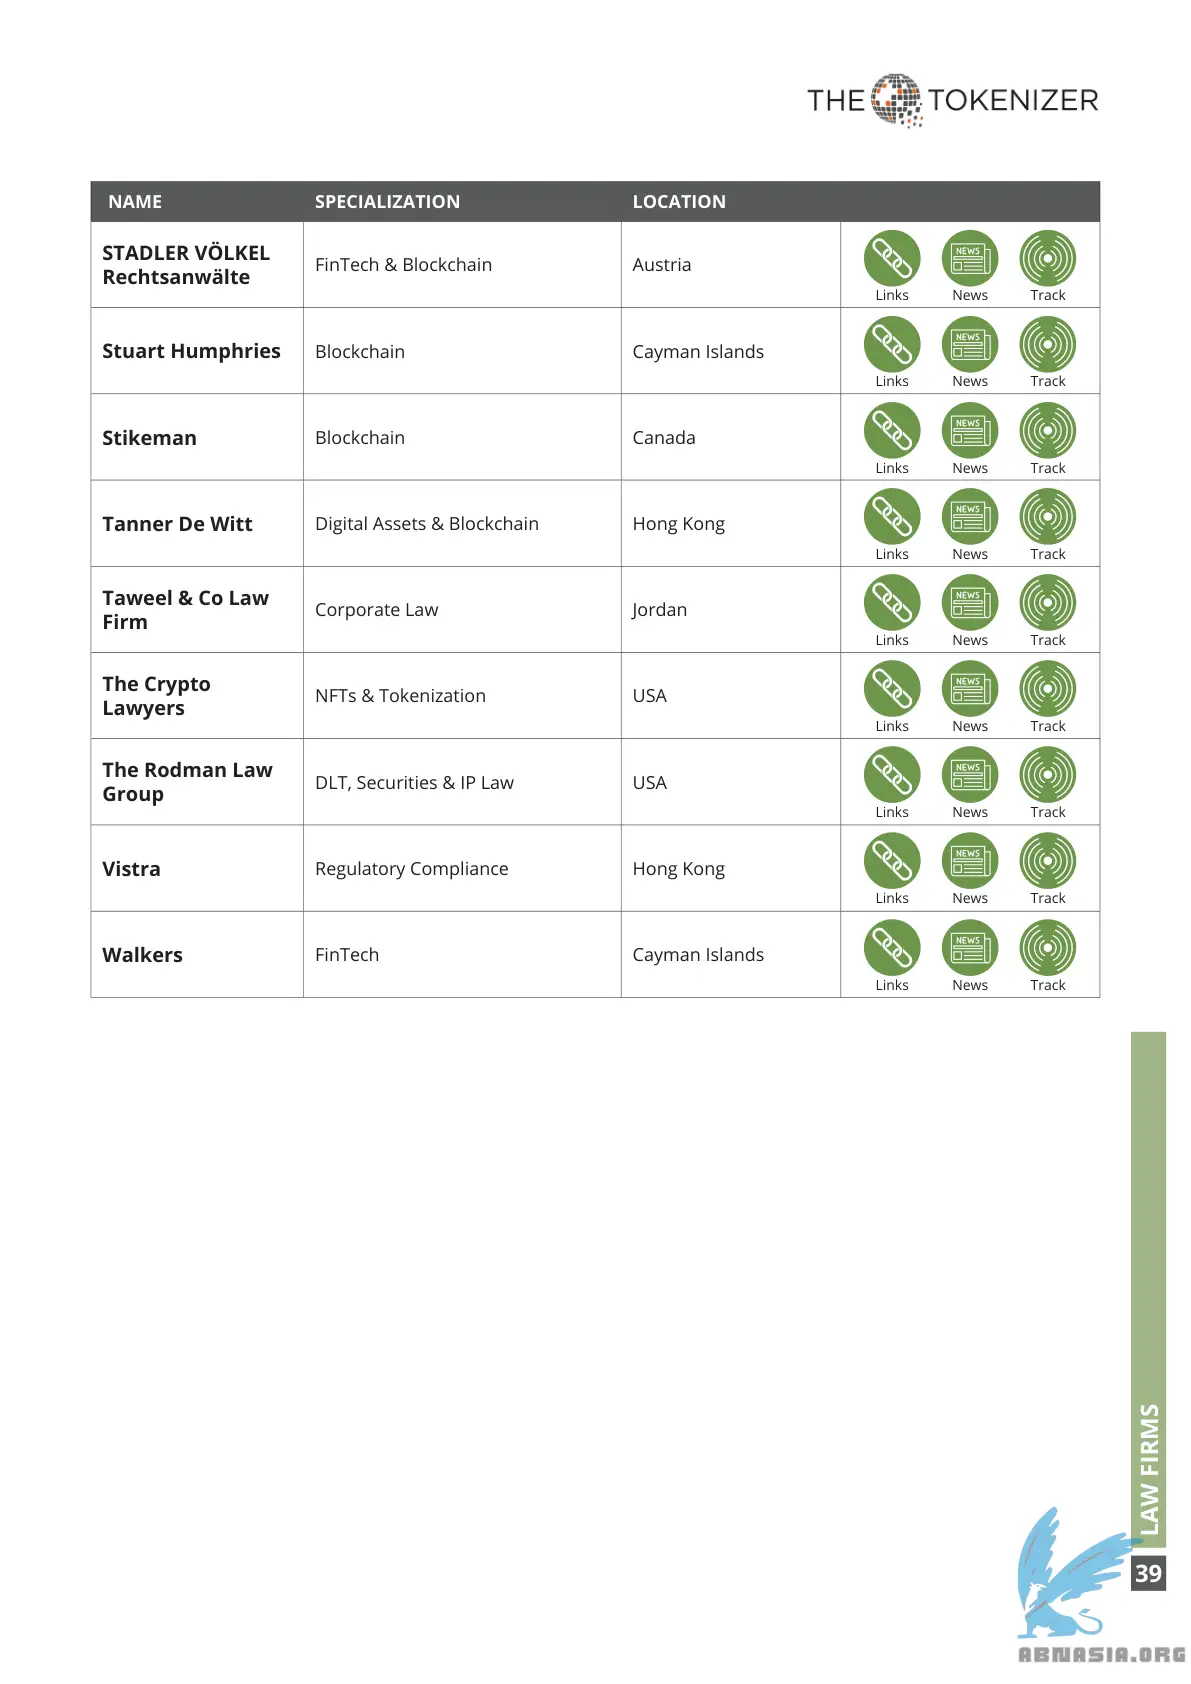 THE TOKENIZER
NAME SPECIALIZATION LOCATION
STADLER VÖLKEL
Rechtsanwälte
FinTech & Blockchain Austria
NEWS
Links News Track
Stuart Humphries Blockchain Cayman Islands
NEWS
Links News Track
Stikeman Blockchain Canada
NEWS
Links News Track
Tanner De Witt Digital Assets & Blockchain Hong Kong
NEWS
Links News Track
Taweel & Co Law
Firm
Corporate Law Jordan
NEWS
Links News Track
The Crypto
Lawyers
NFTs & Tokenization USA
NEWS
Links News Track
The Rodman Law
Group
DLT, Securities & IP Law USA
NEWS
Links News Track
Vistra Regulatory Compliance Hong Kong
NEWS
Links News Track
Walkers FinTech Cayman Islands
NEWS
Links News Track
LAW FIRMS
39
ABNASIA.ORG